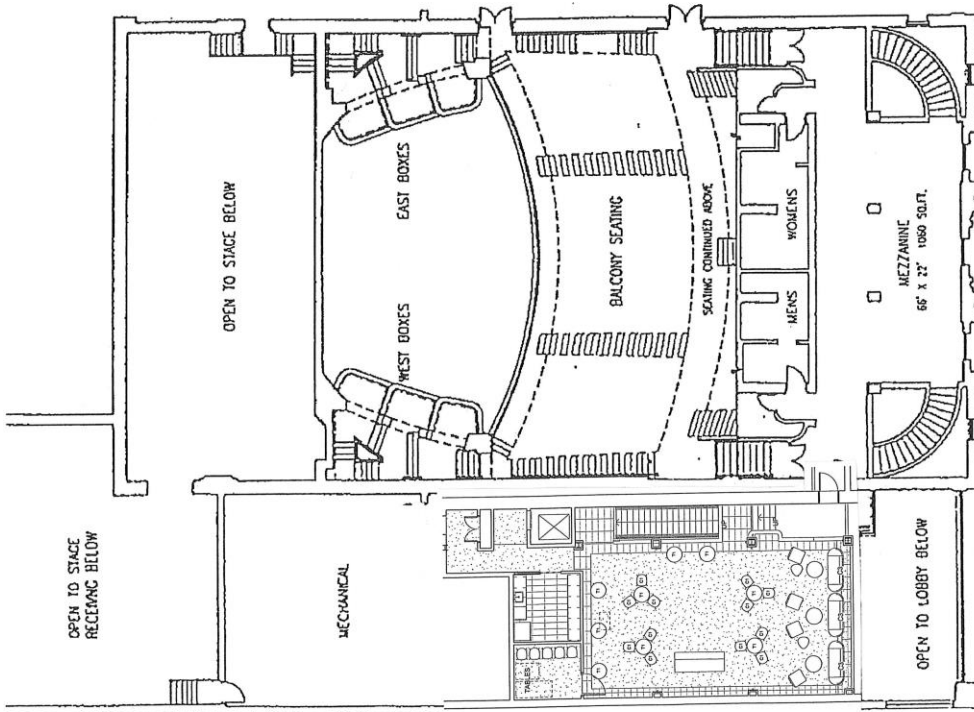 OPEN TO STAGE BELOW
EAST BOXES
WEST BOXES
BALCONY SEATING
SEATING CONTINUED ABOVE
WOMENS
MENS
MEZZANINE
66' X 22' 1060 SQ.FT.
OPEN TO STAGE
RECEIVING BELOW
MECHANICAL
TABLES
OPEN TO LOBBY BELOW